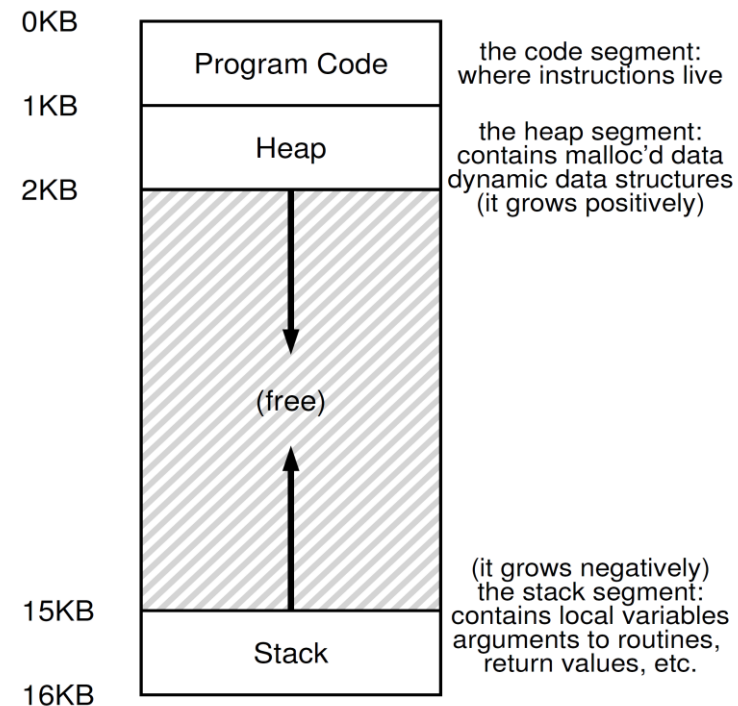 0KB
Program Code
the code segment:
where instructions live
1KB
Heap
the heap segment:
contains malloc'd data
dynamic data structures
(it grows positively)
2KB
(free)
(it grows negatively)
the stack segment:
contains local variables
arguments to routines,
return values, etc.
15KB
Stack
16KB